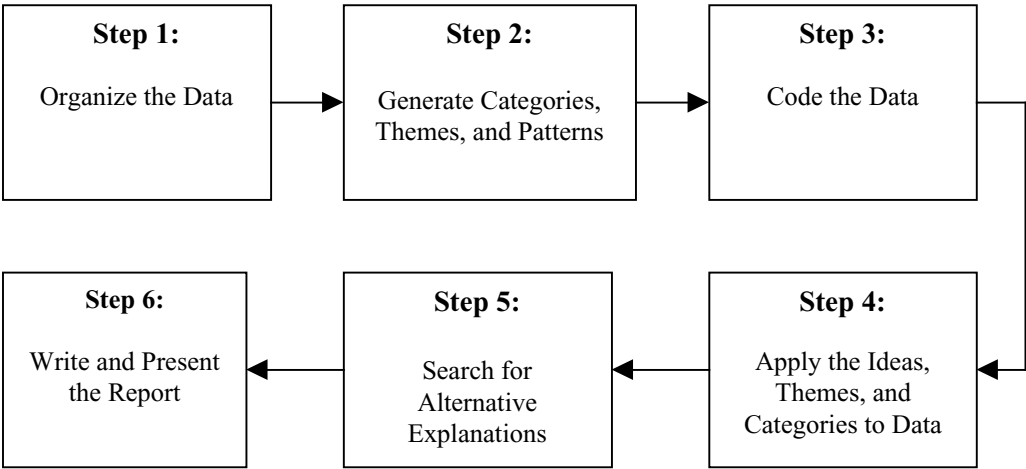 Step 1:
Organize the Data
Step 2:
Generate Categories,
Themes, and Patterns
Step 3:
Code the Data
Step 4:
Apply the Ideas,
Themes, and
Categories to Data
Step 5:
Search for
Alternative
Explanations
Step 6:
Write and Present
the Report